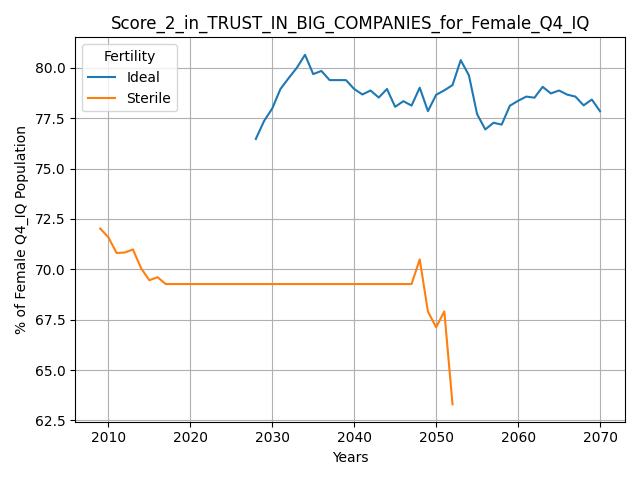 Score_2_in_TRUST_IN_BIG_COMPANIES_for_Female_Q4_IQ
Fertility
Ideal
Sterile
% of Female Q4_IQ Population
80.0
77.5
75.0
72.5
70.0
67.5
65.0
62.5
2010 2020 2030 2040 2050 2060 2070
Years